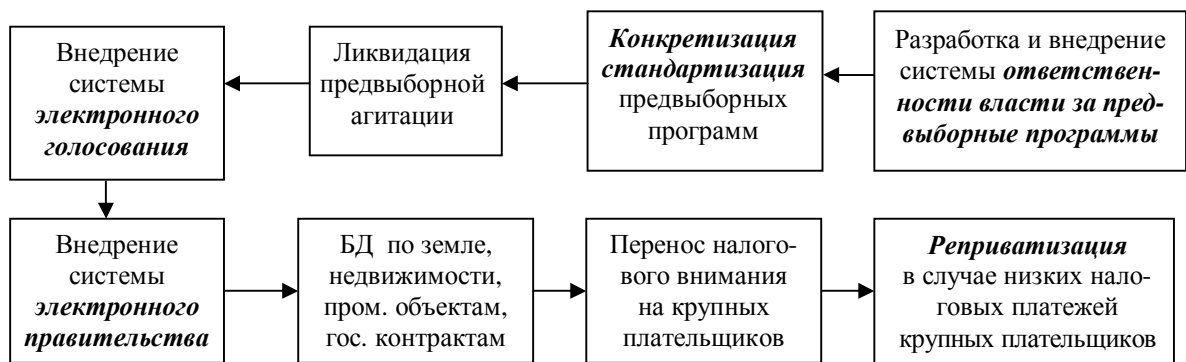 Внедрение
системы
электронного
голосования
Ликвидация
предвыборной
агитации
Конкретизация
стандартизация
предвыборных
программ
Разработка и внедрение
системы ответствен-
ности власти за пред-
выборные программы
Внедрение
системы
электронного
правительства
БД по земле,
недвижимости,
пром. объектам,
гос. контрактам
Перенос налого-
вого внимания
на крупных
плательщиков
Реприватизация
в случае низких нало-
говых платежей
крупных плательщиков